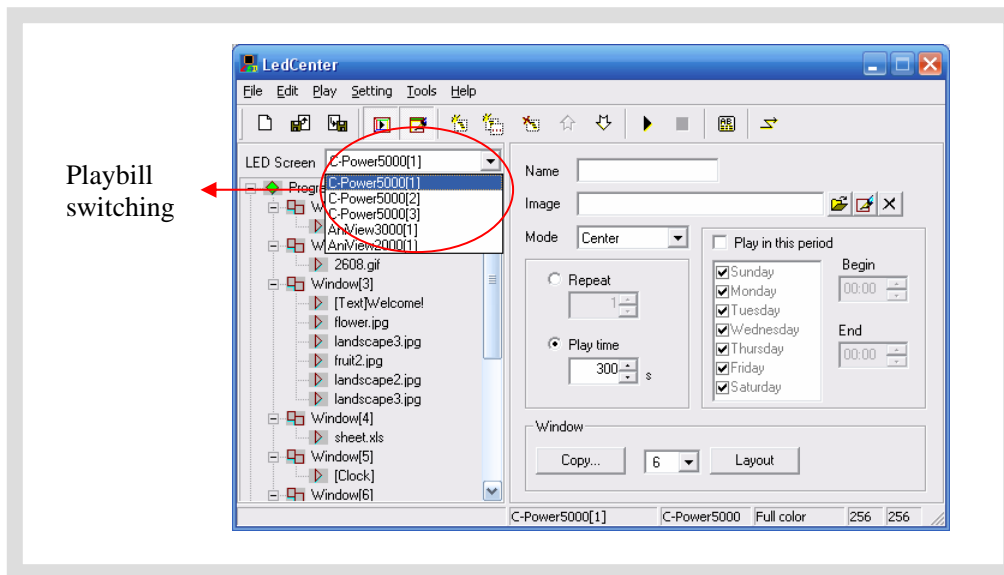 LedCenter
File Edit Play Setting Tools Help
LED Screen C-Power5000[1]
C-Power5000[1]
C-Power5000[2]
C-Power5000[3]
AniView3000[1]
AniView2000[1]
Playbill
switching
2608.gif
Window[3]
[Text]Welcome!
flower.jpg
landscape3.jpg
fruit2.jpg
landscape2.jpg
landscape3.jpg
Window[4]
sheet.xls
Window[5]
[Clock]
Window[6]
Name
Image
Mode Center
Repeat
1
Play time
300 s
Play in this period
Sunday
Monday
Tuesday
Wednesday
Thursday
Friday
Saturday
Begin
00:00
End
00:00
Window
Copy... 6 Layout
C-Power5000[1] C-Power5000 Full color 256 256